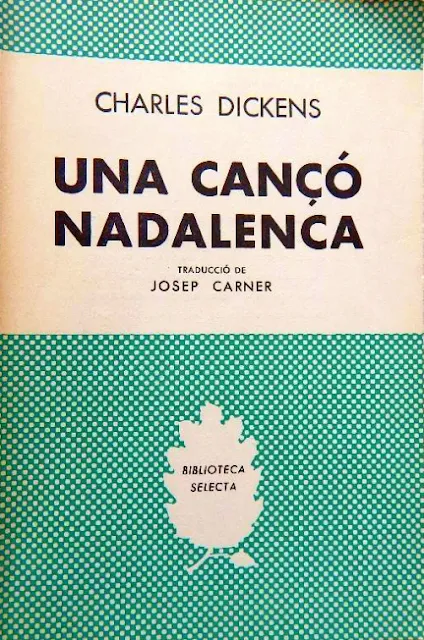 CHARLES DICKENS
UNA CANÇÓ
NADALENCA
TRADUCCIÓ DE
JOSEP CARNER
BIBLIOTECA
SELECTA